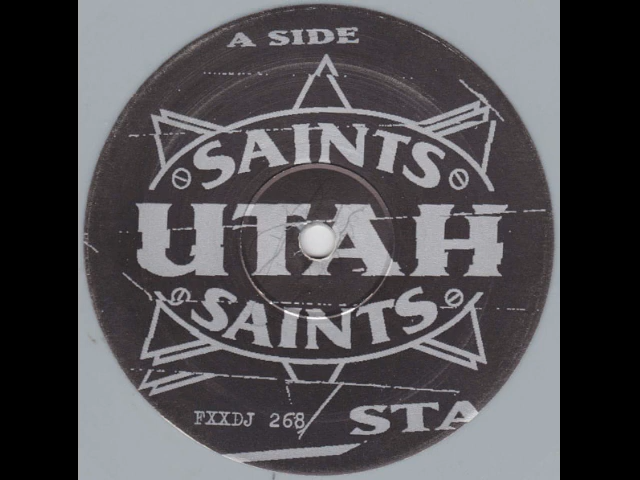 A SIDE
SAINTS
UTAH
SAINTS
FXXDJ 268
STA